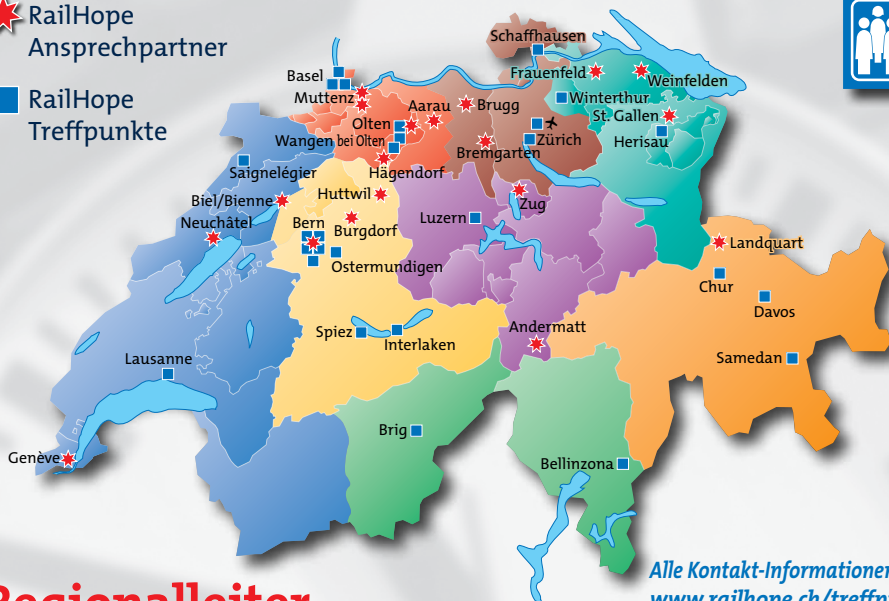 RailHope
Ansprechpartner
RailHope
Treffpunkte
Schaffhausen
Basel
Frauenfeld
Weinfelden
Muttenz
Aarau
Brugg
Winterthur
Olten
St. Gallen
Wangen bei Olten
Bremgarten
Zürich
Herisau
Saignelégier
Hägendorf
Biel/Bienne
Huttwil
Zug
Neuchâtel
Bern
Burgdorf
Luzern
Landquart
Ostermundigen
Chur
Davos
Andermatt
Spiez
Interlaken
Lausanne
Samedan
Brig
Genève
Bellinzona
Alle Kontakt-Informationen
Regionalleiter